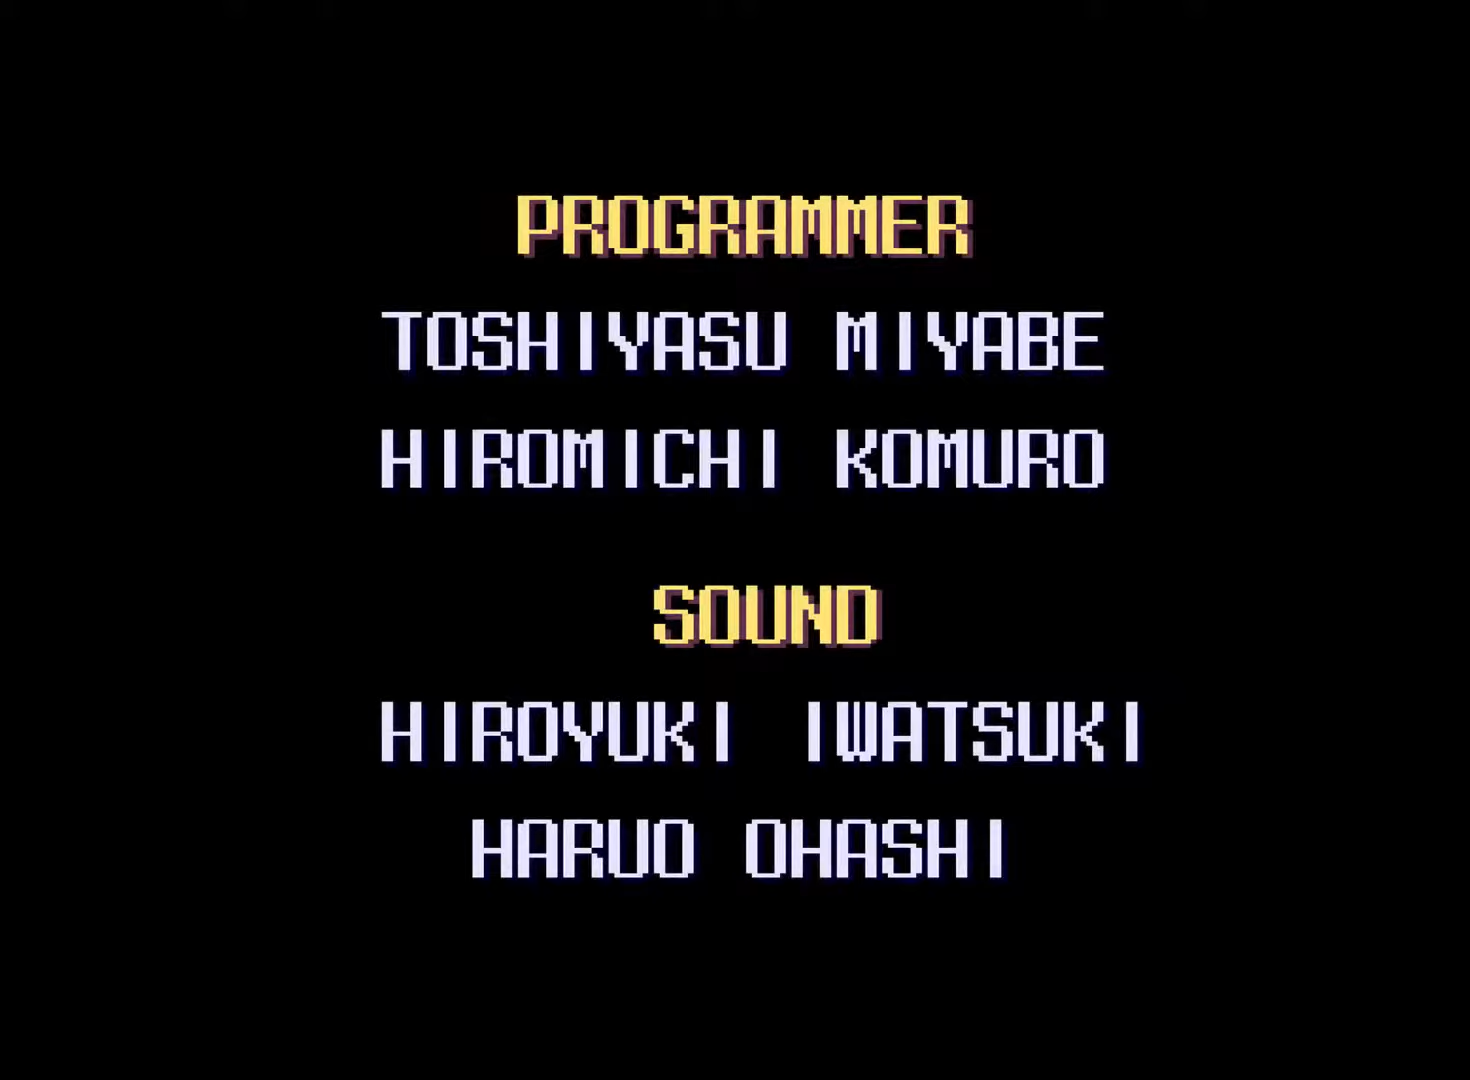 PROGRAMMER
TOSHIYASU MIYABE
HIROMICHI KOMURO
SOUND
HIROYUKI IWATSUKI
HARUO OHASHI